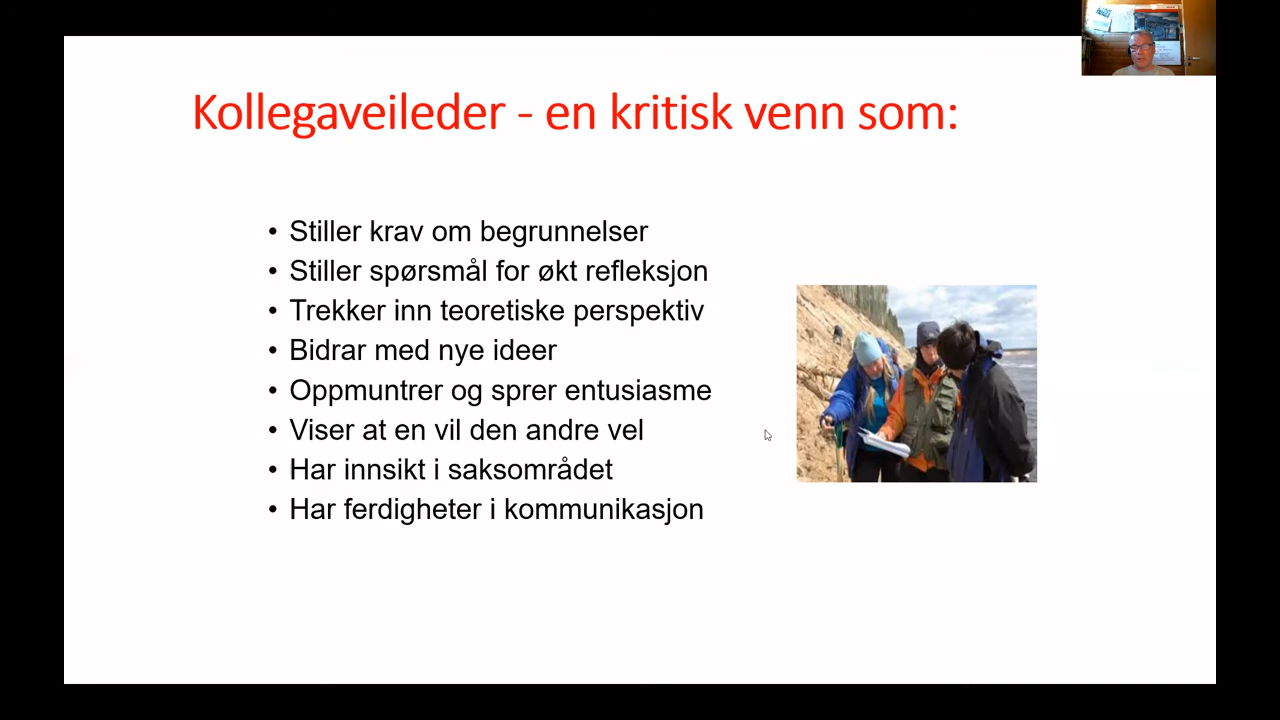 Kollegaveileder - en kritisk venn som:
• Stiller krav om begrunnelser
• Stiller spørsmål for økt refleksjon
• Trekker inn teoretiske perspektiv
• Bidrar med nye ideer
• Oppmuntrer og sprer entusiasme
• Viser at en vil den andre vel
• Har innsikt i saksområdet
• Har ferdigheter i kommunikasjon